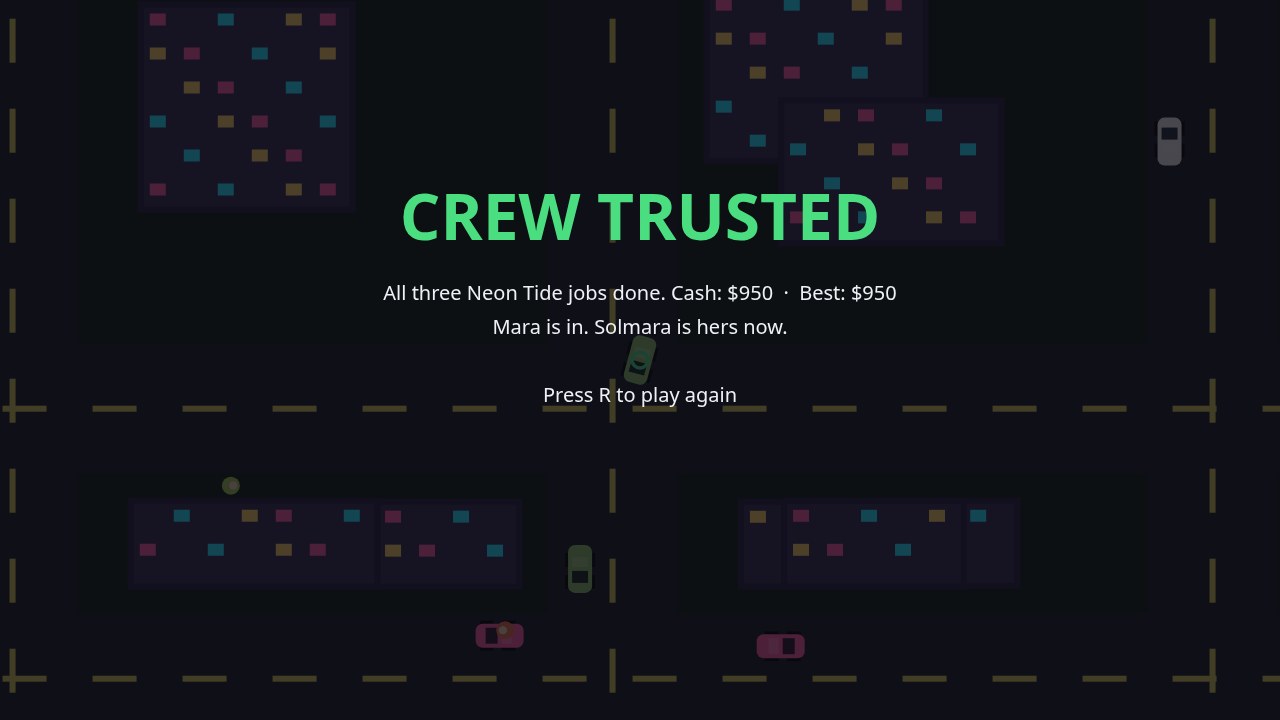 CREW TRUSTED
All three Neon Tide jobs done. Cash: $950 · Best: $950
Mara is in. Solmara is hers now.
Press R to play again